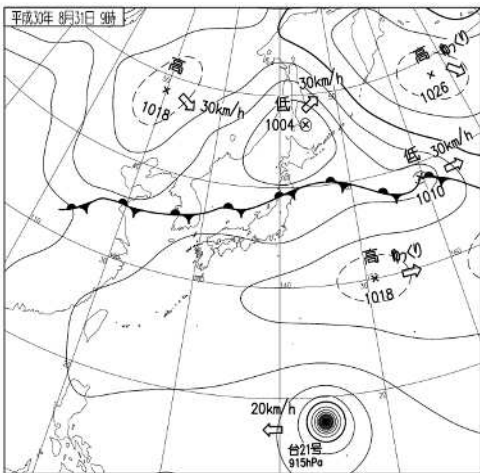 平成30年 8月31日 9時
高
1018
30km/h
低
1004
30km/h
高
ゆっくり
1026
低
30km/h
1010
高
ゆっくり
1018
20km/h
台21号
915hPa